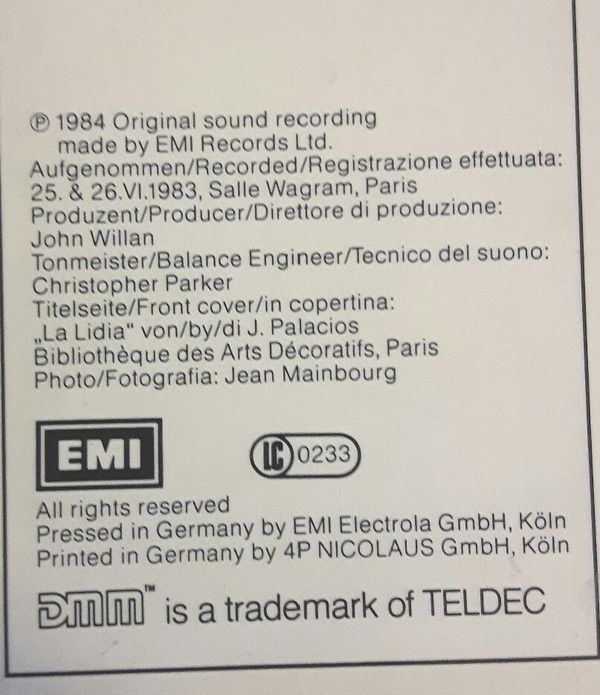 ℗ 1984 Original sound recording
made by EMI Records Ltd.
Aufgenommen/Recorded/Registrazione effettuata:
25. & 26.VI.1983, Salle Wagram, Paris
Produzent/Producer/Direttore di produzione:
John Willan
Tonmeister/Balance Engineer/Tecnico del suono:
Christopher Parker
Titelseite/Front cover/in copertina:
„La Lidia“ von/by/di J. Palacios
Bibliothèque des Arts Décoratifs, Paris
Photo/Fotografia: Jean Mainbourg
EMI
LC 0233
All rights reserved
Pressed in Germany by EMI Electrola GmbH, Köln
Printed in Germany by 4P NICOLAUS GmbH, Köln
DMM™ is a trademark of TELDEC